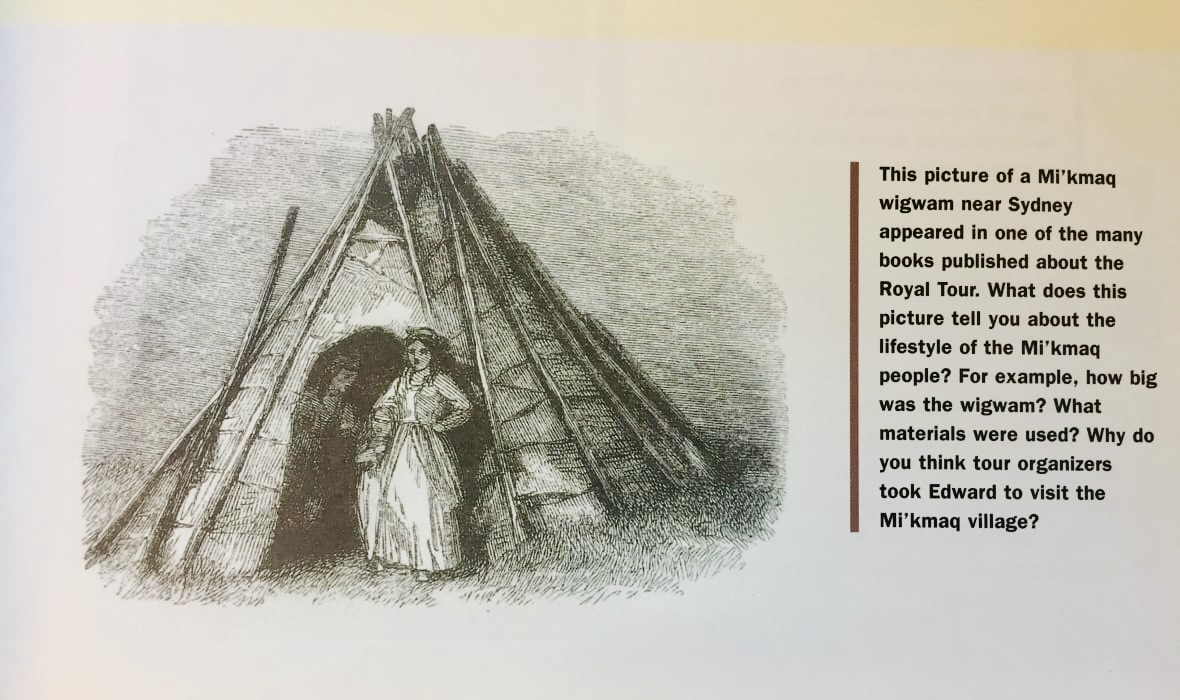 This picture of a Mi'kmaq
wigwam near Sydney
appeared in one of the many
books published about the
Royal Tour. What does this
picture tell you about the
lifestyle of the Mi'kmaq
people? For example, how big
was the wigwam? What
materials were used? Why do
you think tour organizers
took Edward to visit the
Mi'kmaq village?